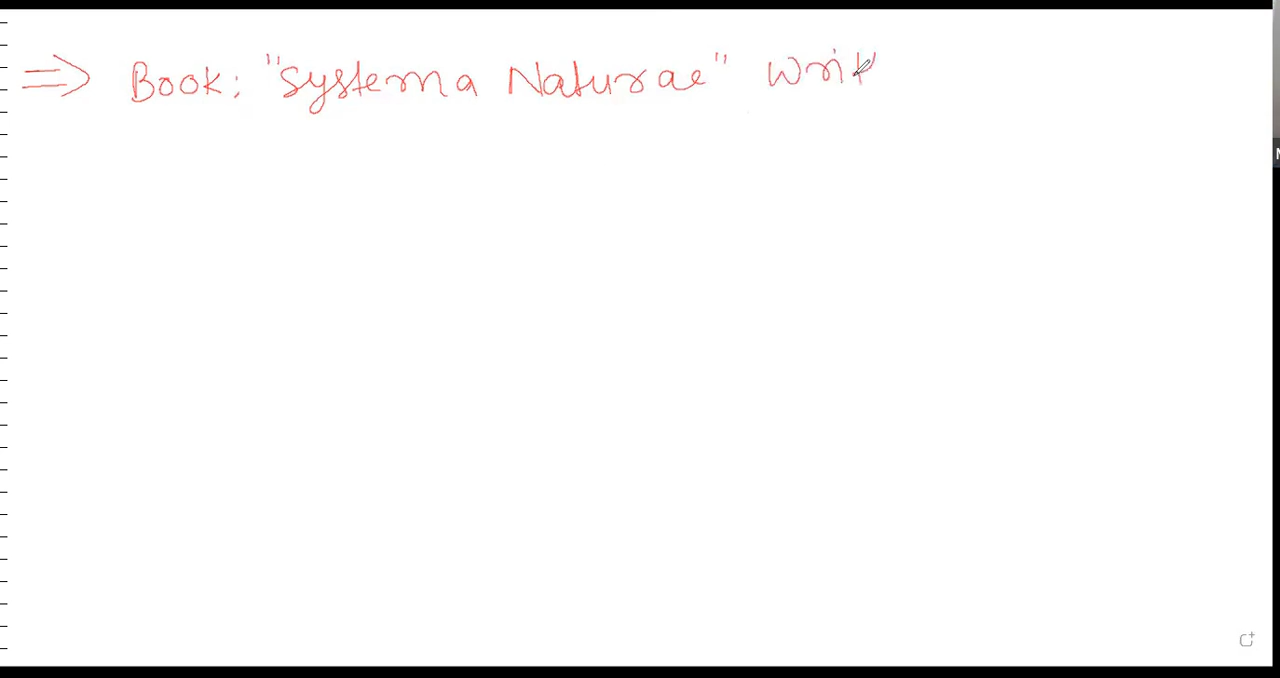 ⇒ Book: "Systema Naturae" Writ